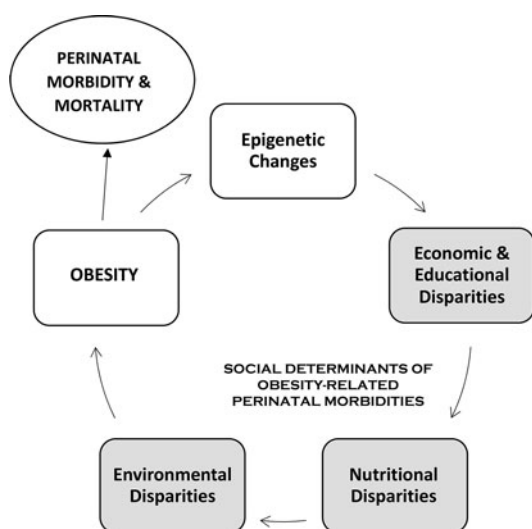 PERINATAL
MORBIDITY &
MORTALITY
Epigenetic
Changes
OBESITY
Economic &
Educational
Disparities
SOCIAL DETERMINANTS OF
OBESITY-RELATED
PERINATAL MORBIDITIES
Environmental
Disparities
Nutritional
Disparities